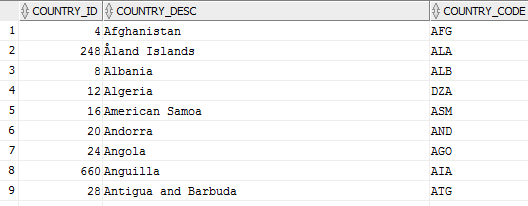 COUNTRY_ID COUNTRY_DESC COUNTRY_CODE
1 4 Afghanistan AFG
2 248 Åland Islands ALA
3 8 Albania ALB
4 12 Algeria DZA
5 16 American Samoa ASM
6 20 Andorra AND
7 24 Angola AGO
8 660 Anguilla AIA
9 28 Antigua and Barbuda ATG